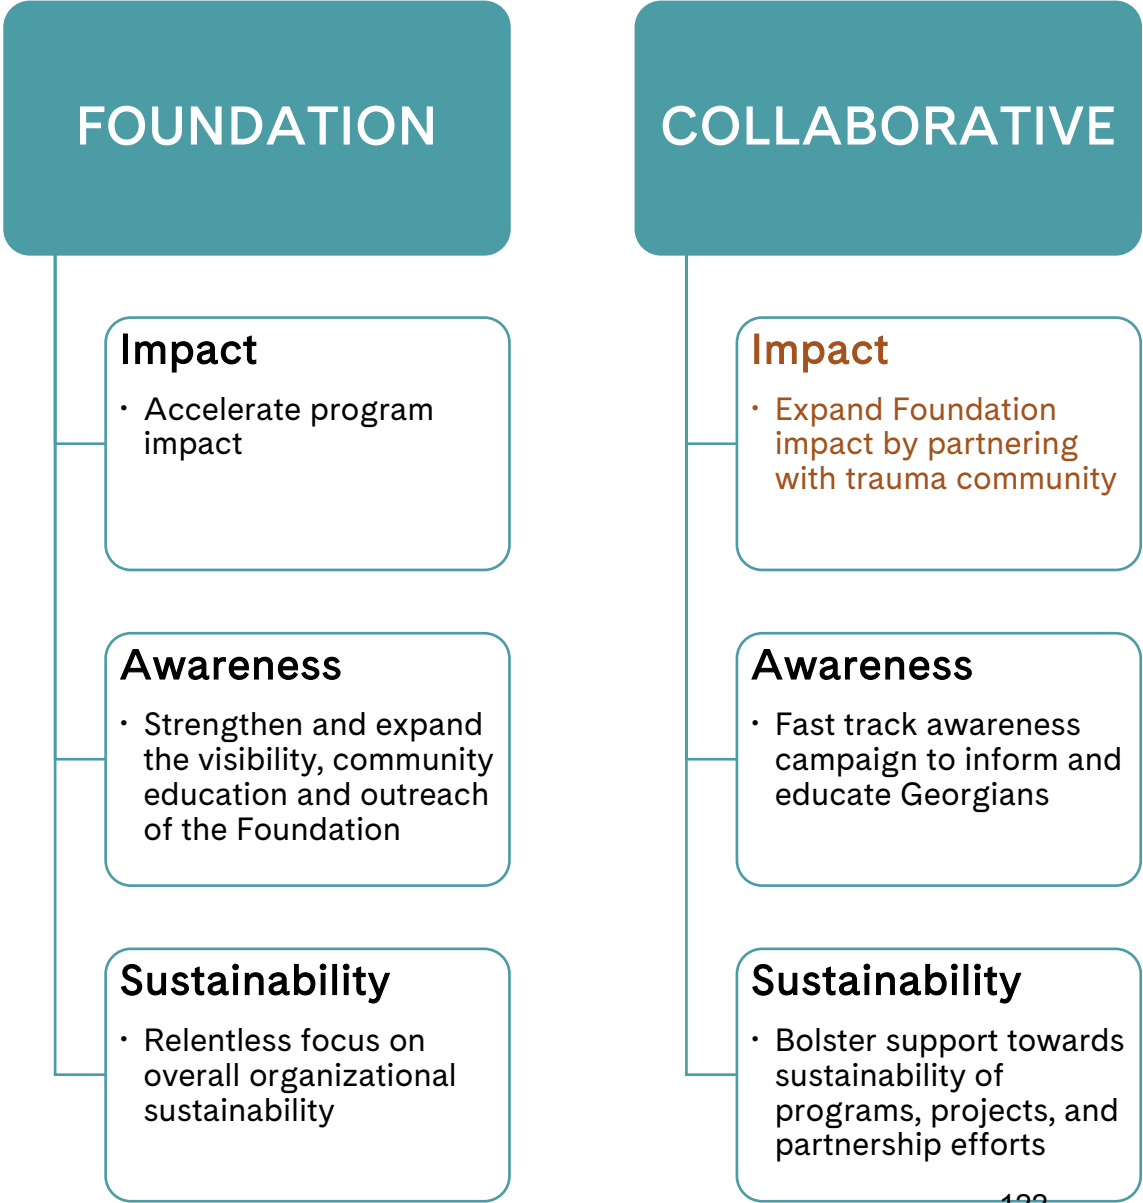 FOUNDATION
Impact
• Accelerate program
impact
Awareness
• Strengthen and expand
the visibility, community
education and outreach
of the Foundation
Sustainability
• Relentless focus on
overall organizational
sustainability
COLLABORATIVE
Impact
• Expand Foundation
impact by partnering
with trauma community
Awareness
• Fast track awareness
campaign to inform and
educate Georgians
Sustainability
• Bolster support towards
sustainability of
programs, projects, and
partnership efforts